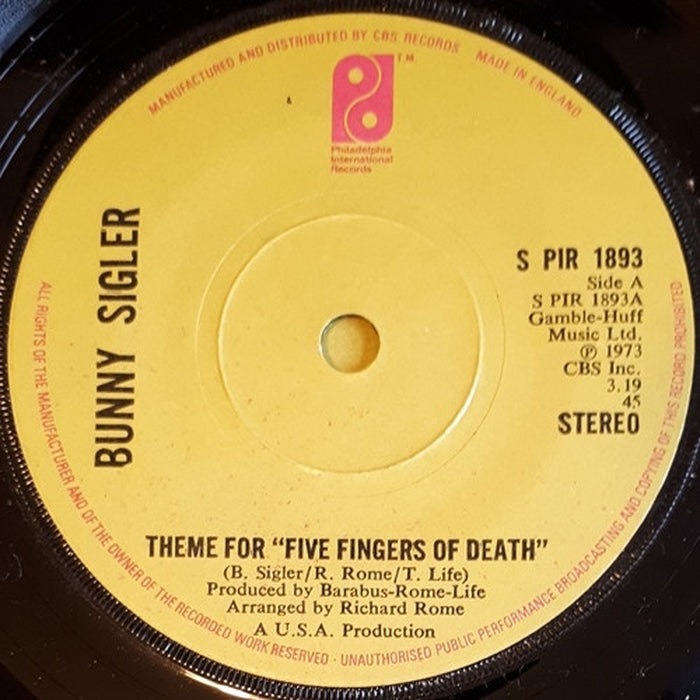 MANUFACTURED AND DISTRIBUTED BY CBS RECORDS MADE IN ENGLAND
T.M.
Philadelphia
International
Records
BUNNY SIGLER
S PIR 1893
Side A
S PIR 1893A
Gamble-Huff
Music Ltd.
℗ 1973
CBS Inc.
3.19
45
STEREO
THEME FOR "FIVE FINGERS OF DEATH"
(B. Sigler/R. Rome/T. Life)
Produced by Barabus-Rome-Life
Arranged by Richard Rome
A U.S.A. Production
ALL RIGHTS OF THE MANUFACTURER AND OF THE OWNER OF THE RECORDED WORK RESERVED · UNAUTHORISED PUBLIC PERFORMANCE BROADCASTING AND COPYING OF THIS RECORD PROHIBITED